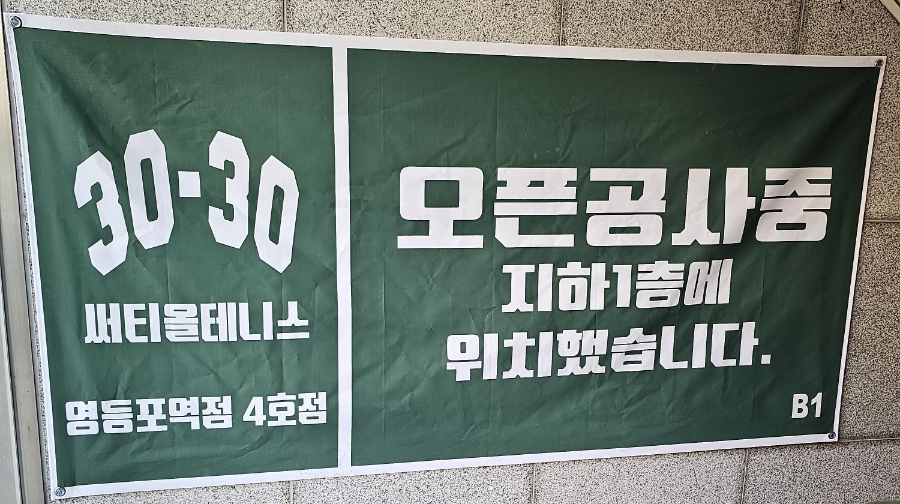 30-30
써티올테니스
영등포역점 4호점
오픈공사중
지하1층에
위치했습니다.
B1